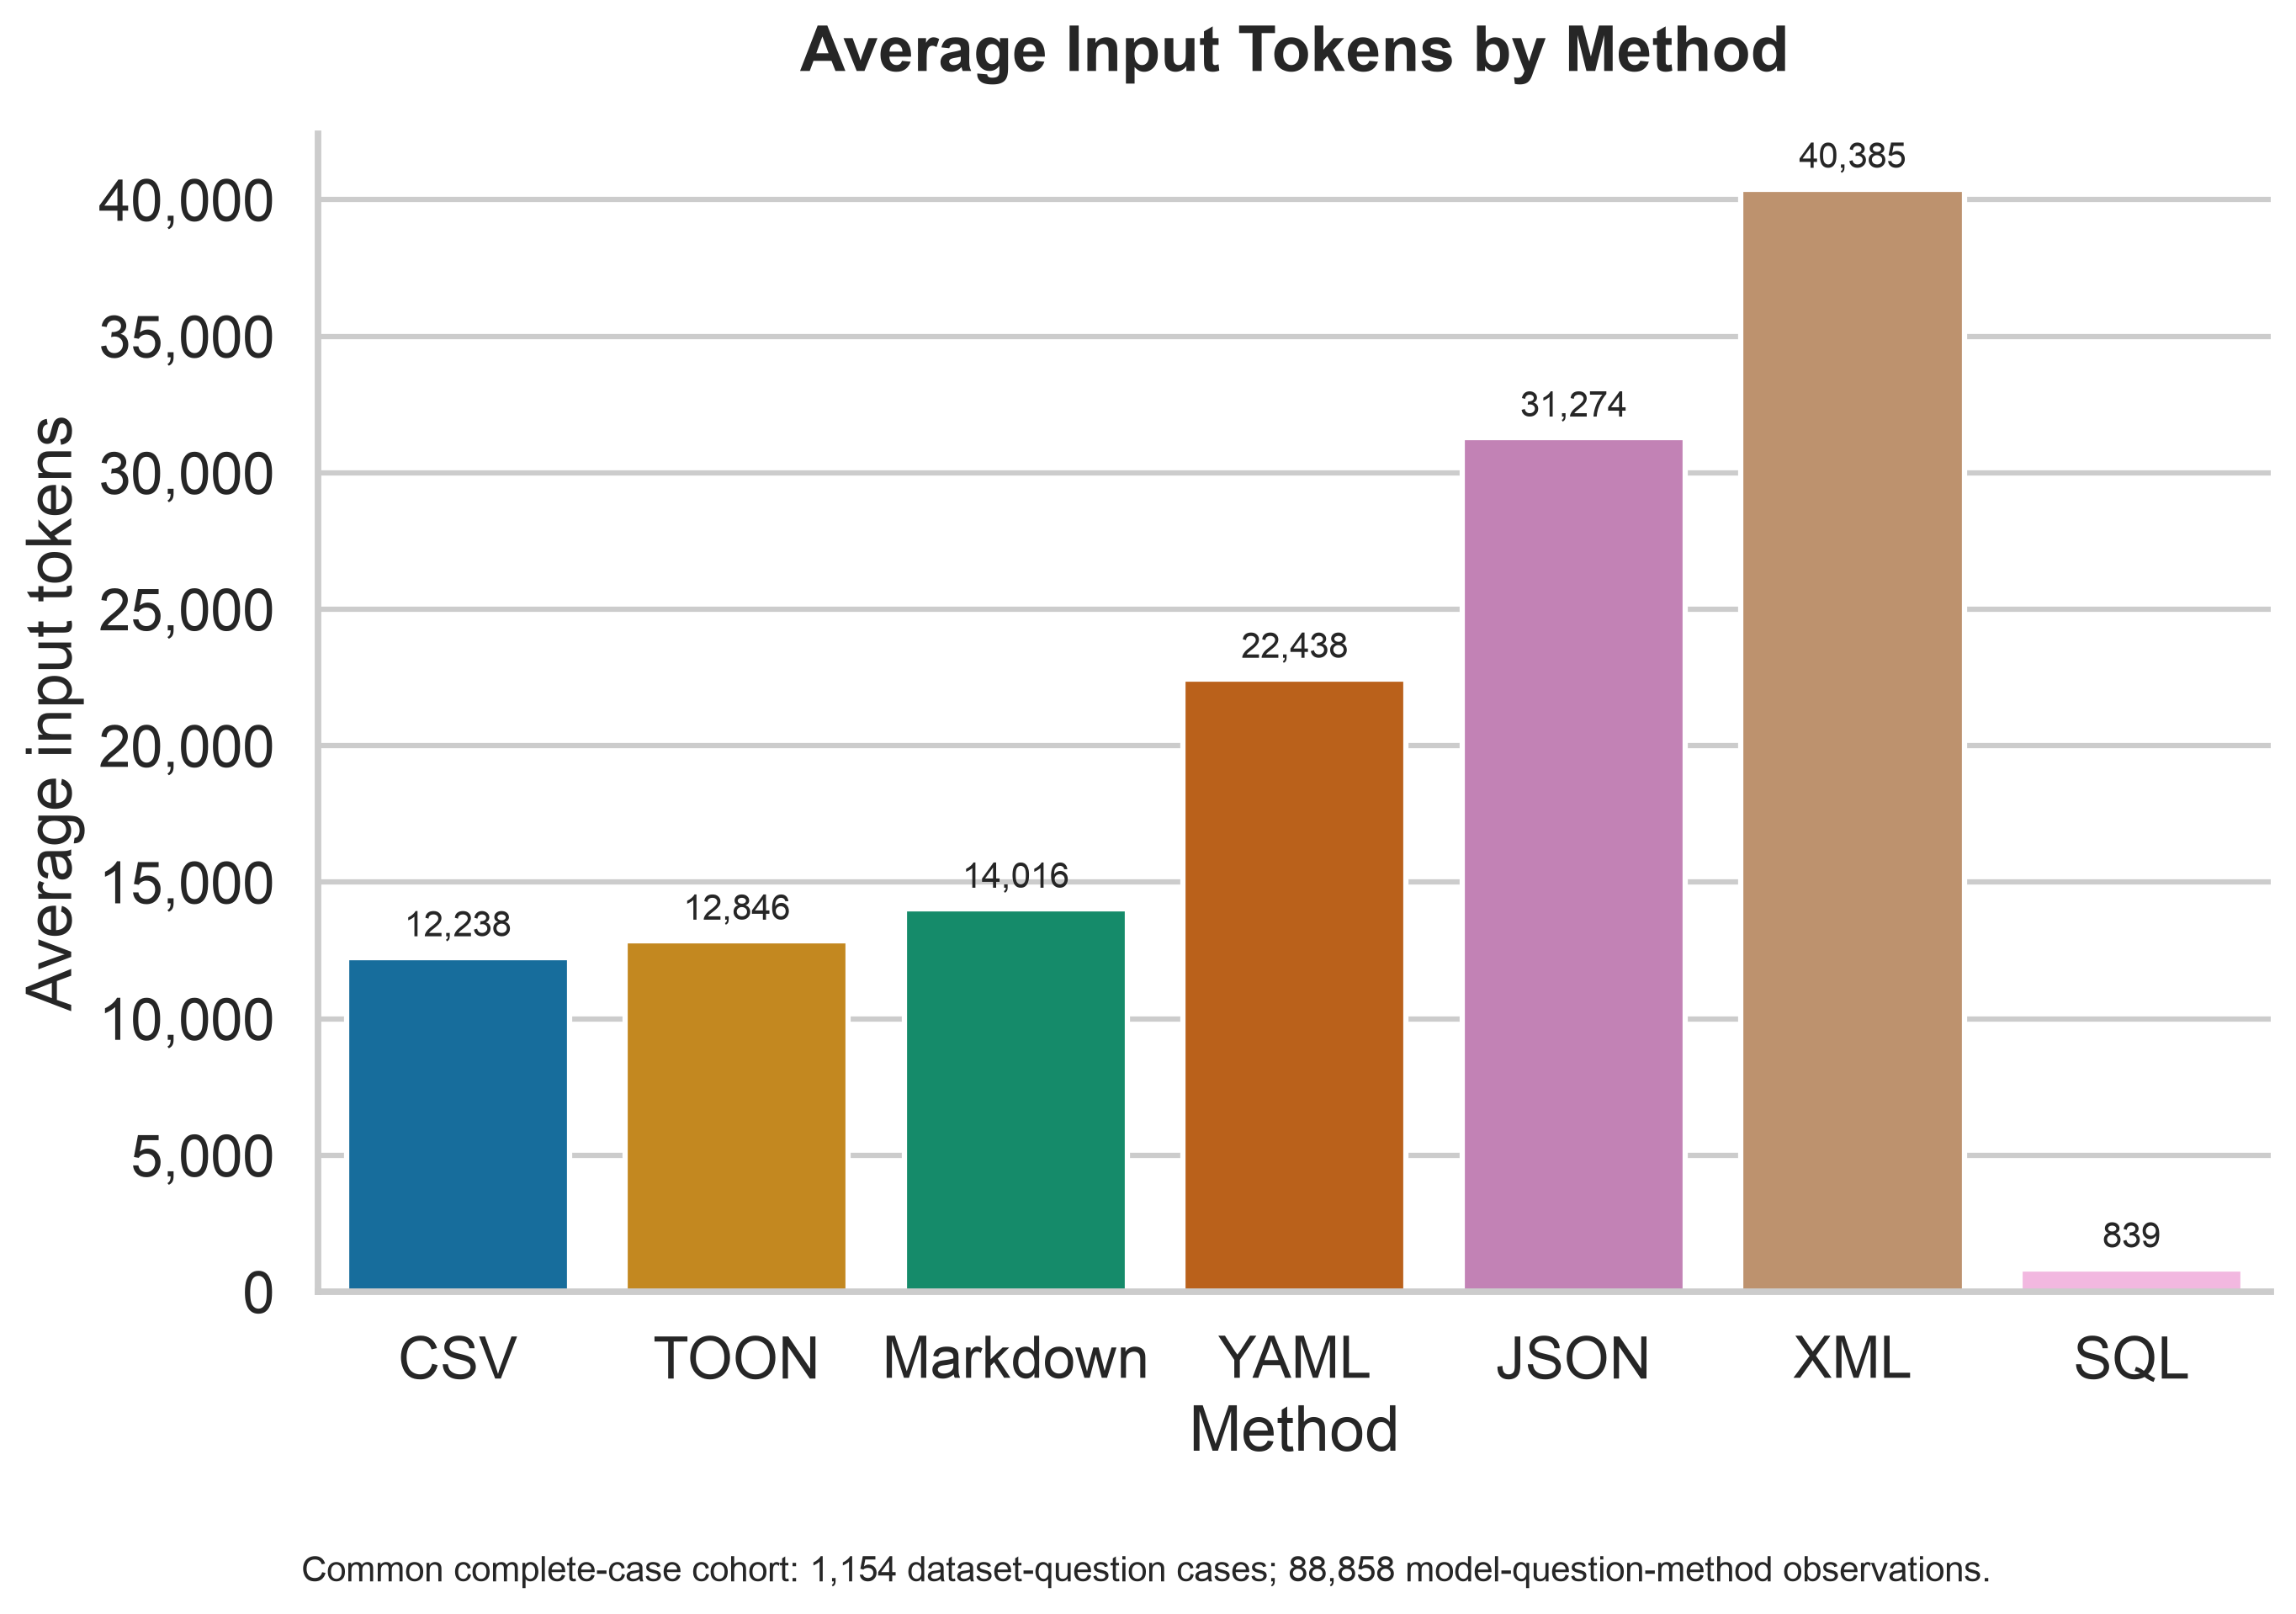 Average Input Tokens by Method
Average input tokens
40,000
35,000
30,000
25,000
20,000
15,000
10,000
5,000
0
12,238
12,846
14,016
22,438
31,274
40,385
839
CSV
TOON
Markdown
YAML
JSON
XML
SQL
Method
Common complete-case cohort: 1,154 dataset-question cases; 88,858 model-question-method observations.